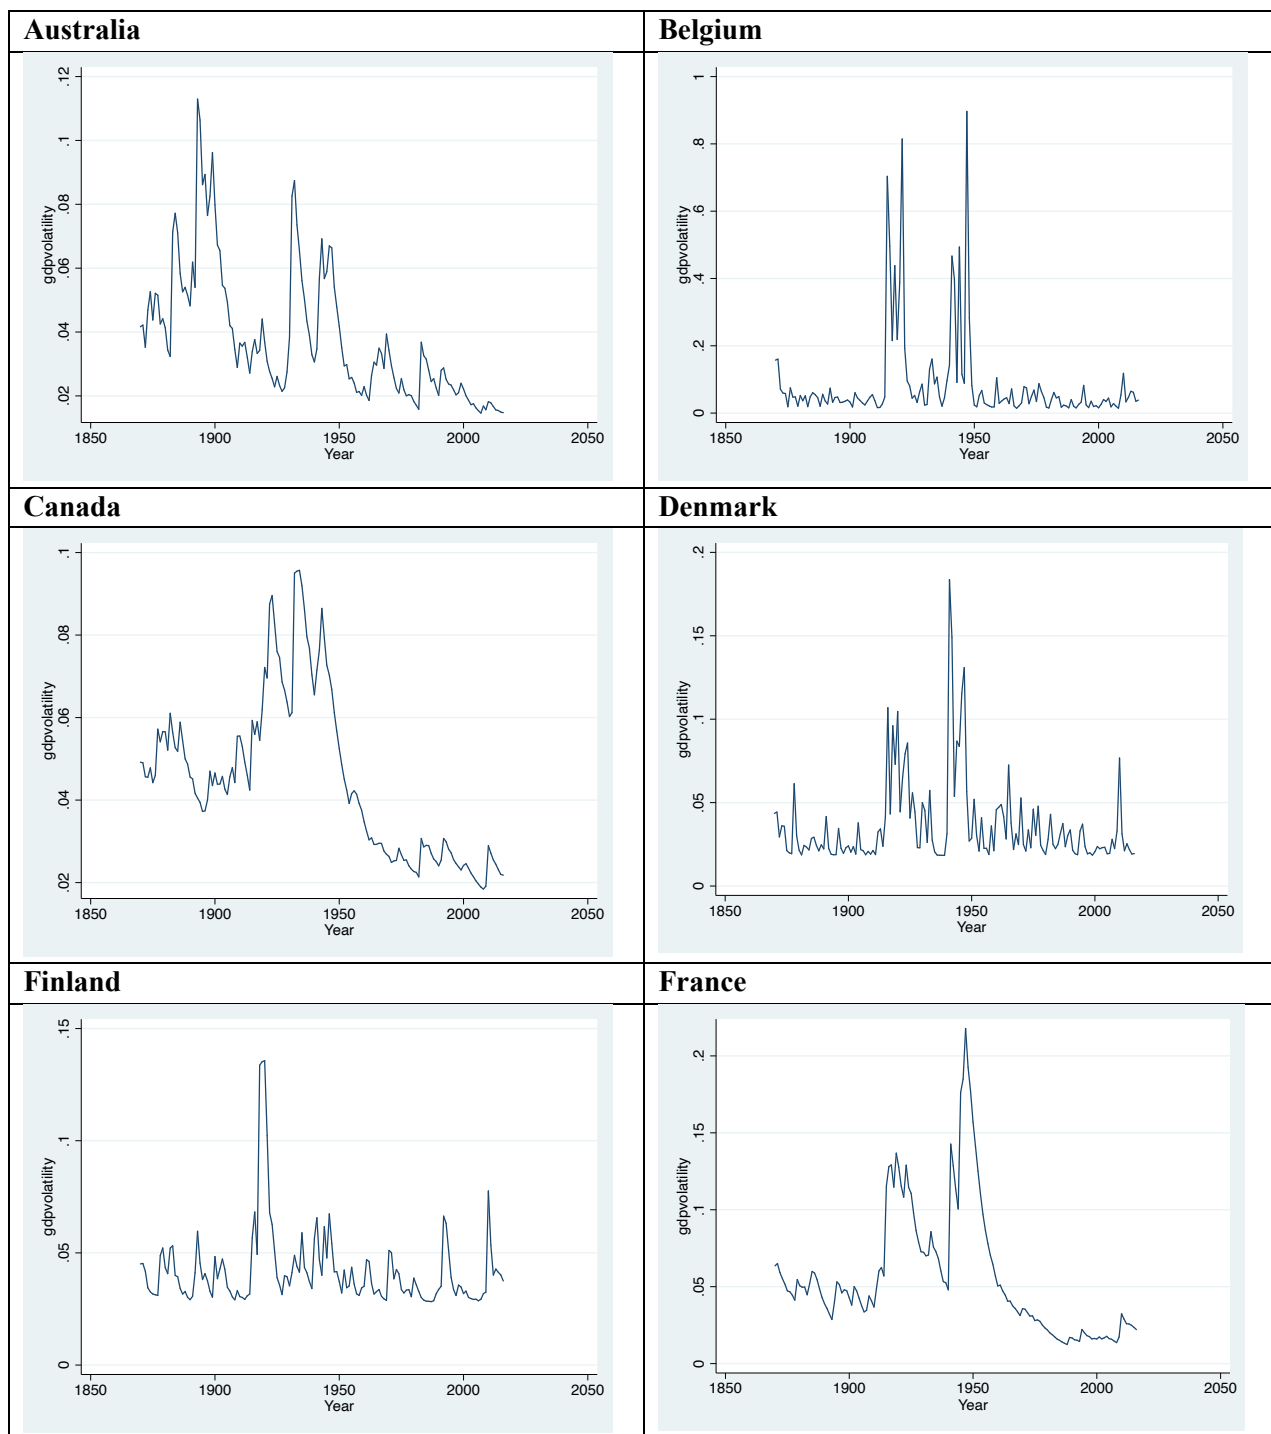 Australia
gdpvolatility
.12
.1
.08
.06
.04
.02
1850 1900 1950 2000 2050
Year
Belgium
gdpvolatility
1
.8
.6
.4
.2
0
1850 1900 1950 2000 2050
Year
Canada
gdpvolatility
.1
.08
.06
.04
.02
1850 1900 1950 2000 2050
Year
Denmark
gdpvolatility
.2
.15
.1
.05
0
1850 1900 1950 2000 2050
Year
Finland
gdpvolatility
.15
.1
.05
0
1850 1900 1950 2000 2050
Year
France
gdpvolatility
.2
.15
.1
.05
0
1850 1900 1950 2000 2050
Year